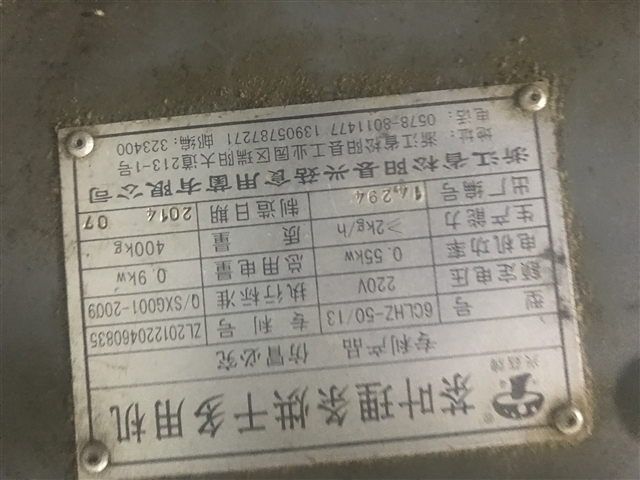 茶叶理条烘干多用机
专利产品 仿冒必究
型号 6CLHZ-50/13 专利号 ZL201220460835
额定电压 220V 执行标准 Q/SXG001-2009
电机功率 0.55kw 总用电量 0.9kw
生产能力 ≥2kg/h 质量 400kg
出厂编号 14294 制造日期 2014 07
浙江省松阳县兴菇食用菌有限公司
地址：浙江省松阳县工业园区瑞阳大道213-1号
电话：0578-8011477 13905787271 邮编：323400